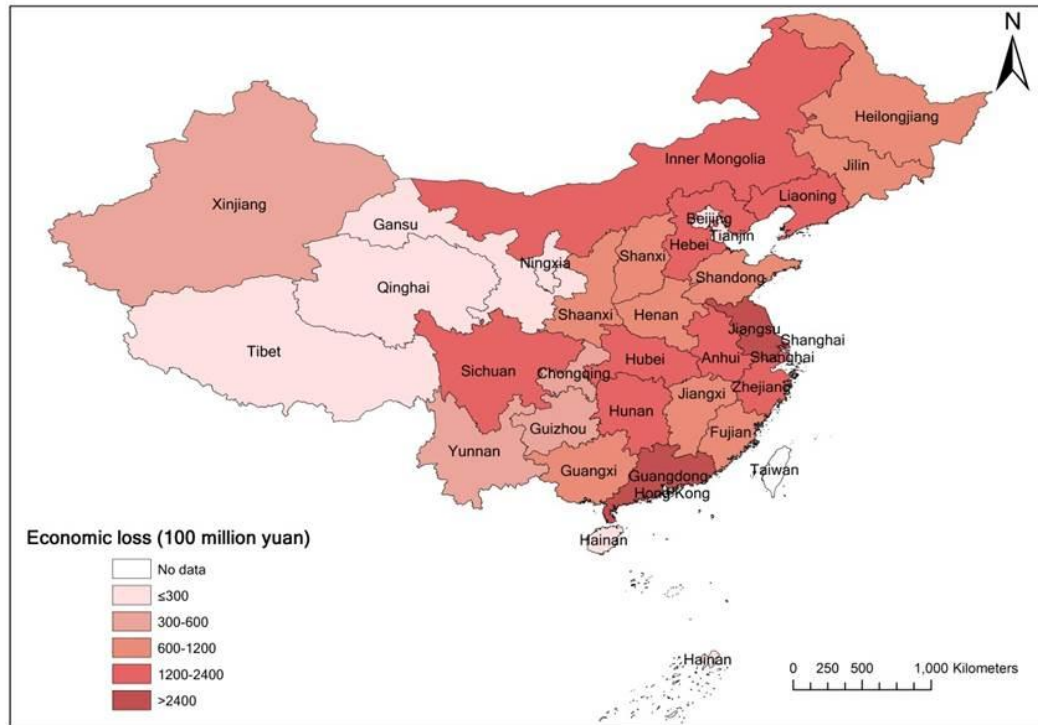 N
Heilongjiang
Inner Mongolia
Jilin
Xinjiang
Liaoning
Gansu
Beijing
Tianjin
Hebei
Ningxia
Shanxi
Shandong
Qinghai
Shaanxi
Henan
Jiangsu
Shanghai
Tibet
Sichuan
Hubei
Anhui
Shanghai
Chongqing
Zhejiang
Jiangxi
Hunan
Guizhou
Fujian
Yunnan
Guangxi
Guangdong
Taiwan
Hong Kong
Hainan
Economic loss (100 million yuan)
No data
≤300
300-600
600-1200
1200-2400
>2400
Hainan
0 250 500 1,000 Kilometers